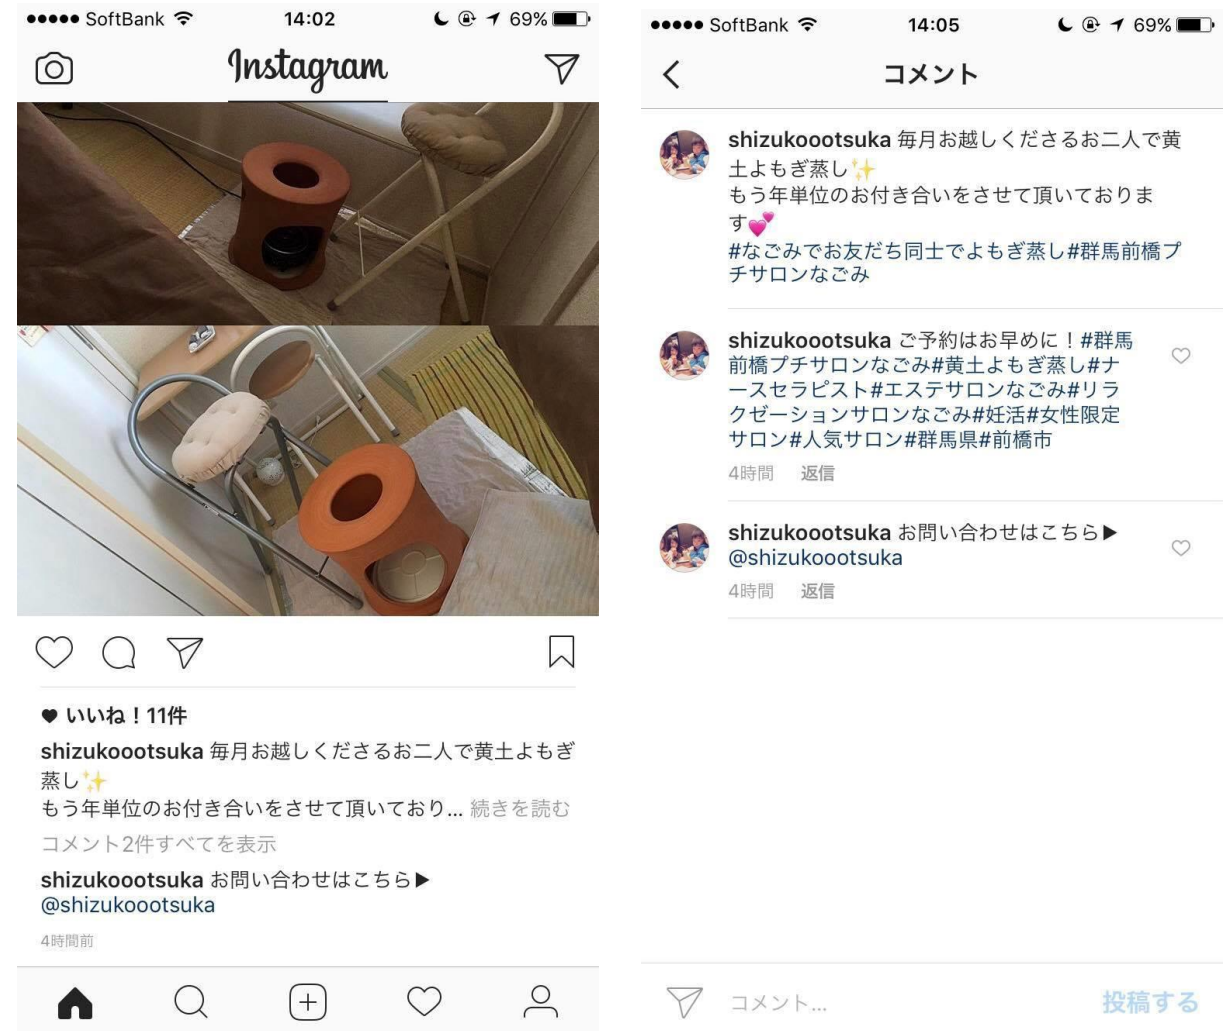 SoftBank 14:02 69%
Instagram
いいね！11件
shizukoootsuka 毎月お越しくださるお二人で黄土よもぎ
蒸し✨
もう年単位のお付き合いをさせて頂いており... 続きを読む
コメント2件すべてを表示
shizukoootsuka お問い合わせはこちら▶
@shizukoootsuka
4時間前
SoftBank 14:05 69%
コメント
shizukoootsuka 毎月お越しくださるお二人で黄
土よもぎ蒸し✨
もう年単位のお付き合いをさせて頂いておりま
す💕
#なごみでお友だち同士でよもぎ蒸し#群馬前橋プ
チサロンなごみ
shizukoootsuka ご予約はお早めに！#群馬
前橋プチサロンなごみ#黄土よもぎ蒸し#ナ
ースセラピスト#エステサロンなごみ#リラ
クゼーションサロンなごみ#妊活#女性限定
サロン#人気サロン#群馬県#前橋市
4時間 返信
shizukoootsuka お問い合わせはこちら▶
@shizukoootsuka
4時間 返信
コメント... 投稿する